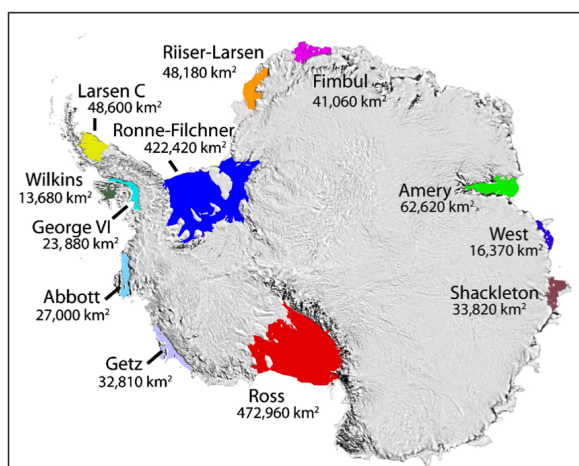 Riiser-Larsen
48,180 km²
Fimbul
41,060 km²
Larsen C
48,600 km²
Ronne-Filchner
422,420 km²
Wilkins
13,680 km²
George VI
23,880 km²
Amery
62,620 km²
West
16,370 km²
Abbott
27,000 km²
Shackleton
33,820 km²
Getz
32,810 km²
Ross
472,960 km²